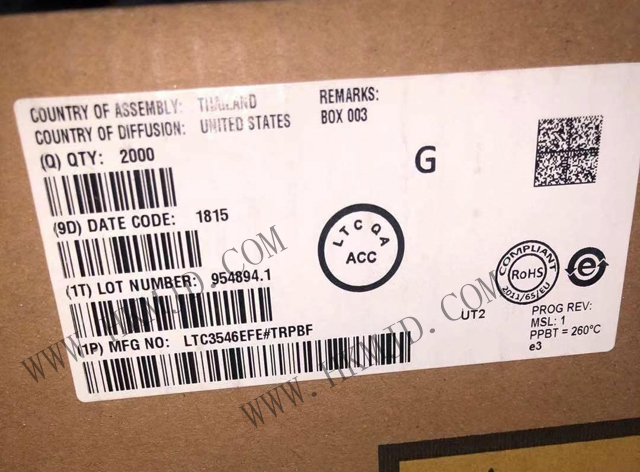 COUNTRY OF ASSEMBLY: THAILAND
COUNTRY OF DIFFUSION: UNITED STATES
REMARKS:
BOX 003
(Q) QTY: 2000
G
(9D) DATE CODE: 1815
LTC QA
ACC
(1T) LOT NUMBER: 954894.1
COMPLIANT
RoHS
2011/65/EU
e
UT2
PROG REV:
MSL: 1
PPBT = 260°C
e3
(1P) MFG NO: LTC3546EFE#TRPBF
WWW.HKMJD.COM
WWW.HKMJD.COM